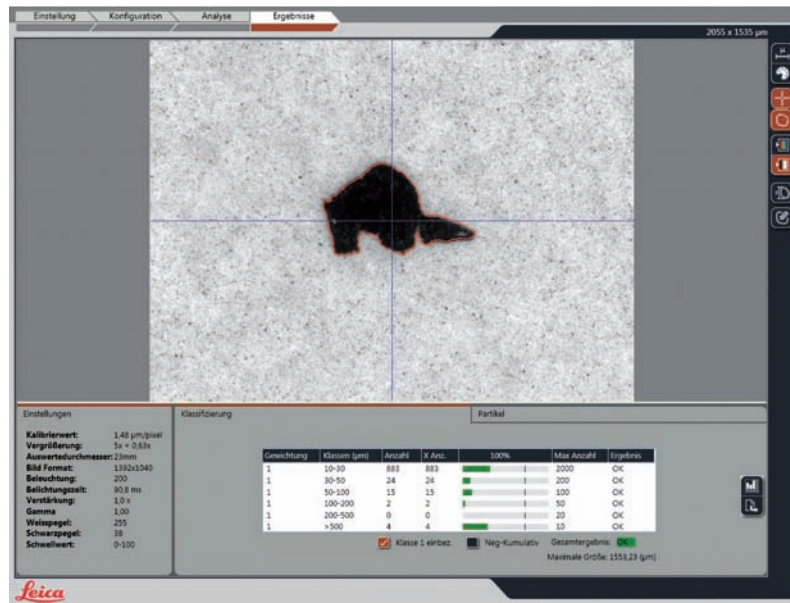 Einstellung Konfiguration Analyse Ergebnisse
2055 x 1535 µm
Einstellungen
Kalibrierwert: 1,48 µm/pixel
Vergrößerung: 5x * 0,63x
Auswertedurchmesser: 23mm
Bild Format: 1392x1040
Beleuchtung: 200
Belichtungszeit: 90,8 ms
Verstärkung: 1,0 x
Gamma 1,00
Weisspegel: 255
Schwarzpegel: 38
Schwellwert: 0-100
Klassifizierung
Partikel
Gewichtung Klassen (µm) Anzahl X Anz. 100% Max Anzahl Ergebnis
1 10-30 883 883 2000 OK
1 30-50 24 24 200 OK
1 50-100 15 15 100 OK
1 100-200 2 2 50 OK
1 200-500 0 0 20 OK
1 >500 4 4 10 OK
Klasse 1 einbez. Neg-Kumulativ Gesamtergebnis: OK
Maximale Größe: 1553,23 (µm)
Leica